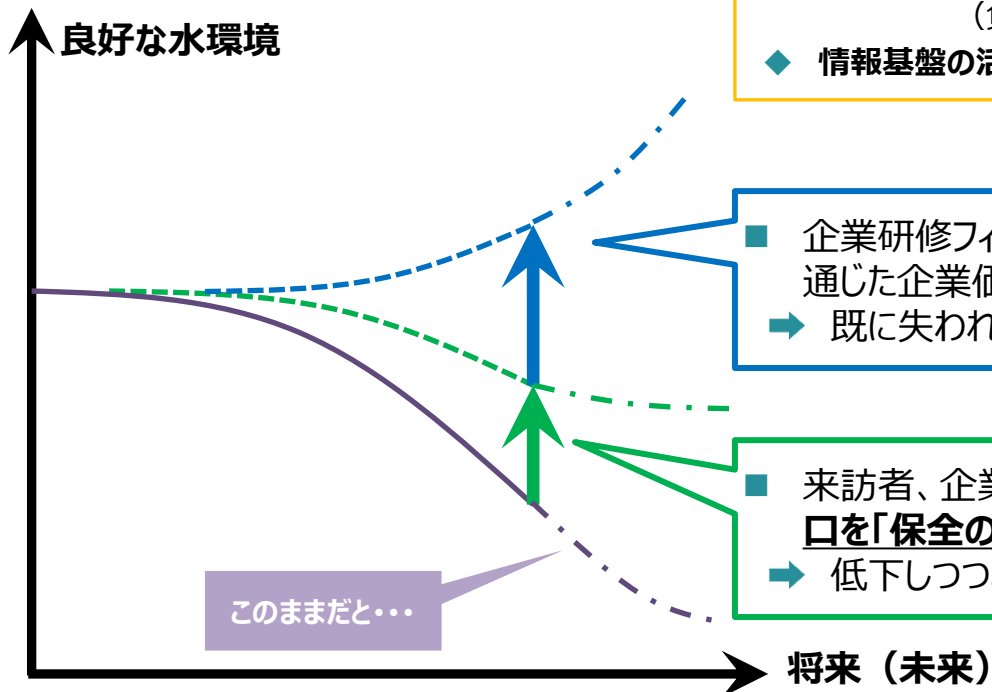 良好な水環境
(
◆ 情報基盤の
■ 企業研修フィ
通じた企業価
➡ 既に失われ
■ 来訪者、企業
口を「保全の
➡ 低下しつつ
このままだと・・・
将来（未来）